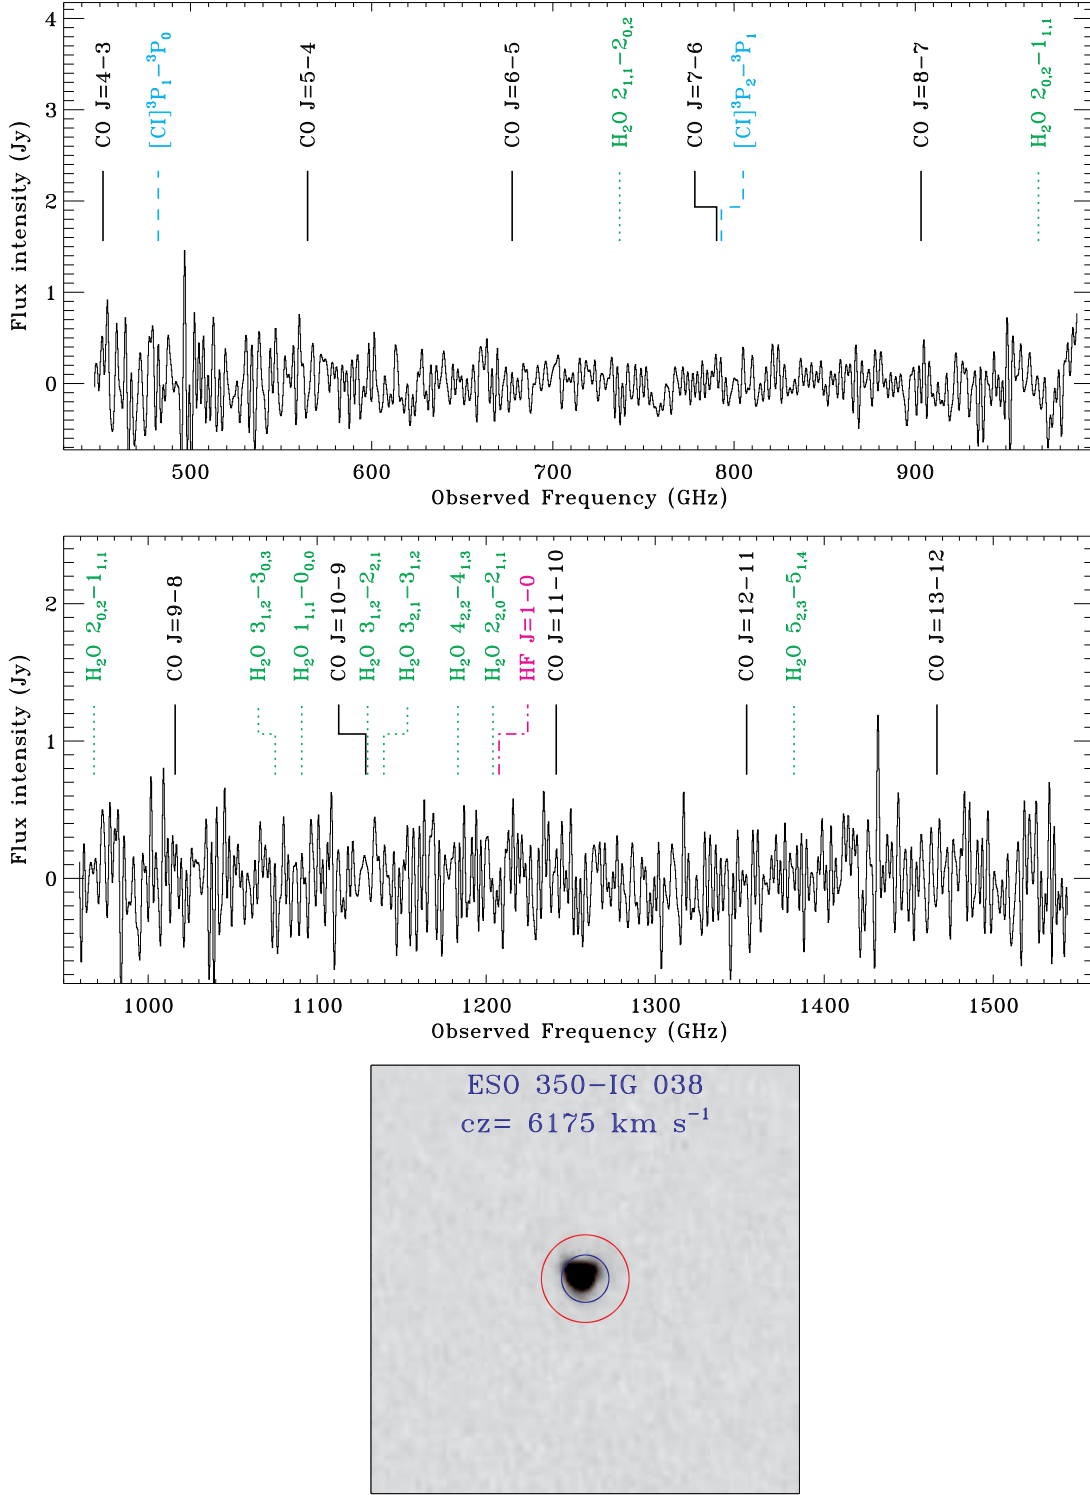 CO J=4−3
[CI]³P₁−³P₀
CO J=5−4
CO J=6−5
H₂O 2₁,₁−2₀,₂
CO J=7−6
[CI]³P₂−³P₁
CO J=8−7
H₂O 2₀,₂−1₁,₁
Flux intensity (Jy)
4
3
2
1
0
500 600 700 800 900
Observed Frequency (GHz)
H₂O 2₀,₂−1₁,₁
CO J=9−8
H₂O 3₁,₂−3₀,₃
H₂O 1₁,₁−0₀,₀
CO J=10−9
H₂O 3₁,₂−2₂,₁
H₂O 3₂,₁−3₁,₂
H₂O 4₂,₂−4₁,₃
H₂O 2₂,₀−2₁,₁
HF J=1−0
CO J=11−10
CO J=12−11
H₂O 5₂,₃−5₁,₄
CO J=13−12
Flux intensity (Jy)
2
1
0
1000 1100 1200 1300 1400 1500
Observed Frequency (GHz)
ESO 350−IG 038
cz= 6175 km s⁻¹